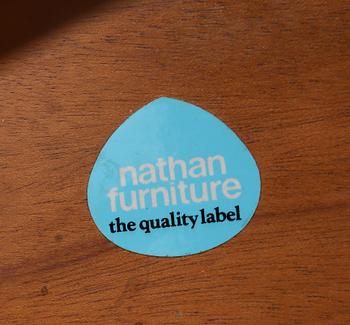 nathan
furniture
the quality label